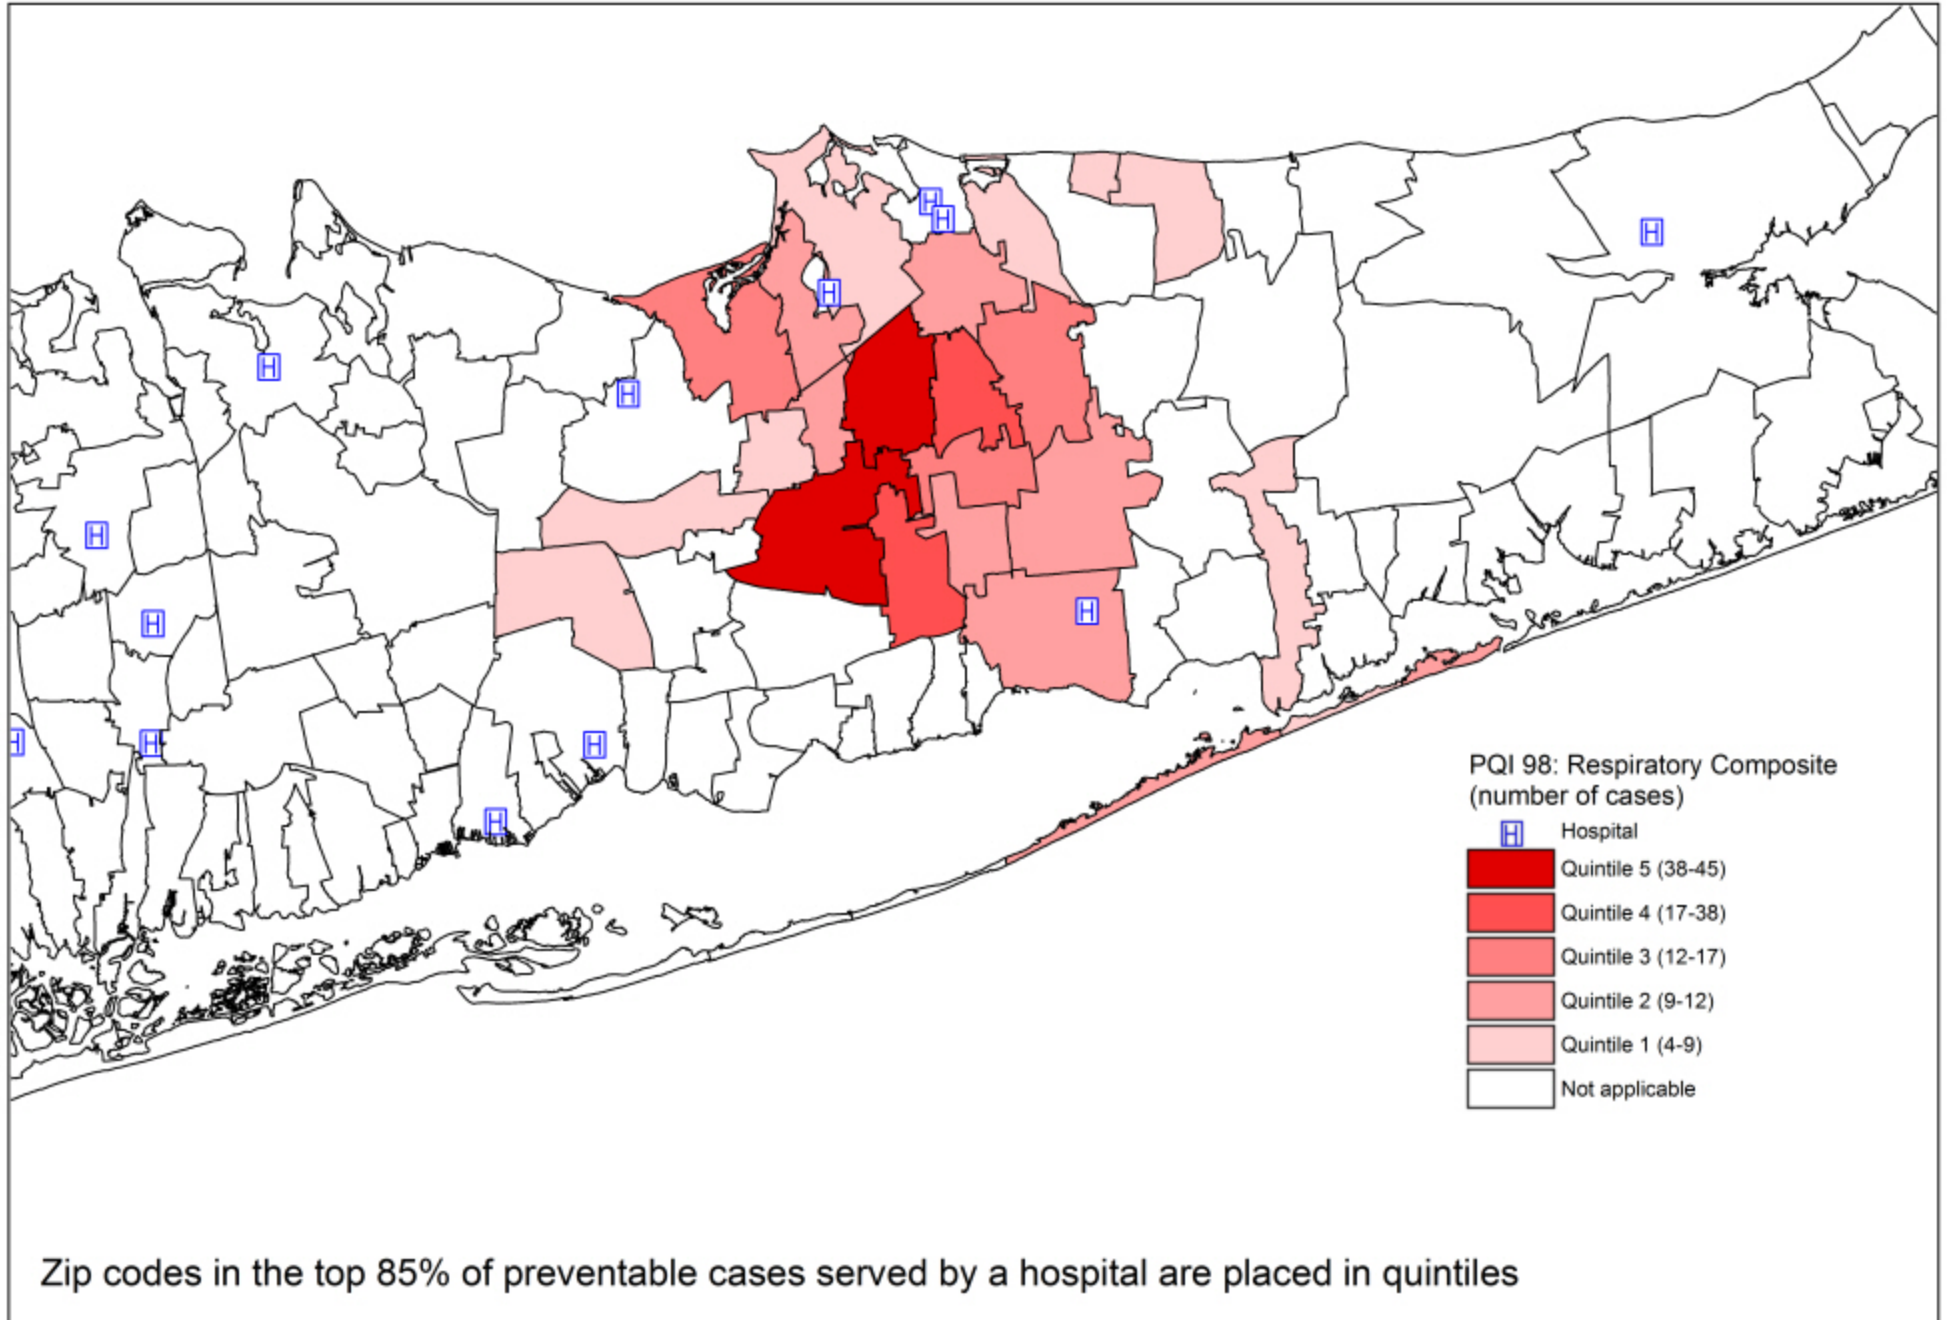 H
H
H
H
H
H
H
H
H
H
H
H
H
PQI 98: Respiratory Composite
(number of cases)
H Hospital
Quintile 5 (38-45)
Quintile 4 (17-38)
Quintile 3 (12-17)
Quintile 2 (9-12)
Quintile 1 (4-9)
Not applicable
Zip codes in the top 85% of preventable cases served by a hospital are placed in quintiles